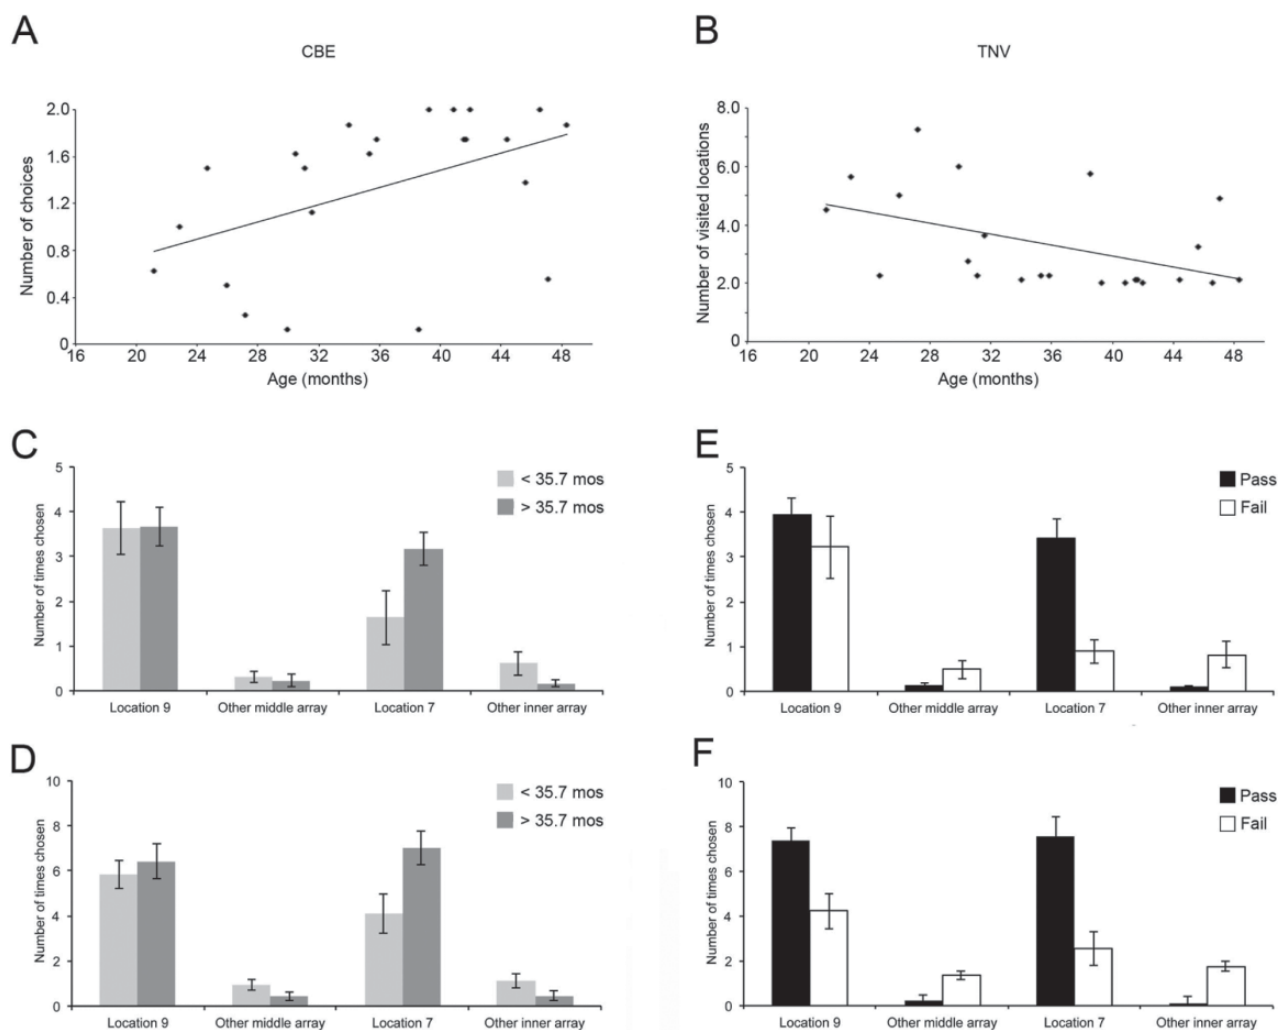 A
CBE
Number of choices
2.0
1.6
1.2
0.8
0.4
0
16 20 24 28 32 36 40 44 48
Age (months)
B
TNV
Number of visited locations
8.0
6.0
4.0
2.0
0
16 20 24 28 32 36 40 44 48
Age (months)
C
Number of times chosen
5
4
3
2
1
0
< 35.7 mos
> 35.7 mos
Location 9 Other middle array Location 7 Other inner array
E
Number of times chosen
5
4
3
2
1
0
Pass
Fail
Location 9 Other middle array Location 7 Other inner array
D
Number of times chosen
10
8
6
4
2
0
< 35.7 mos
> 35.7 mos
Location 9 Other middle array Location 7 Other inner array
F
Number of times chosen
10
8
6
4
2
0
Pass
Fail
Location 9 Other middle array Location 7 Other inner array